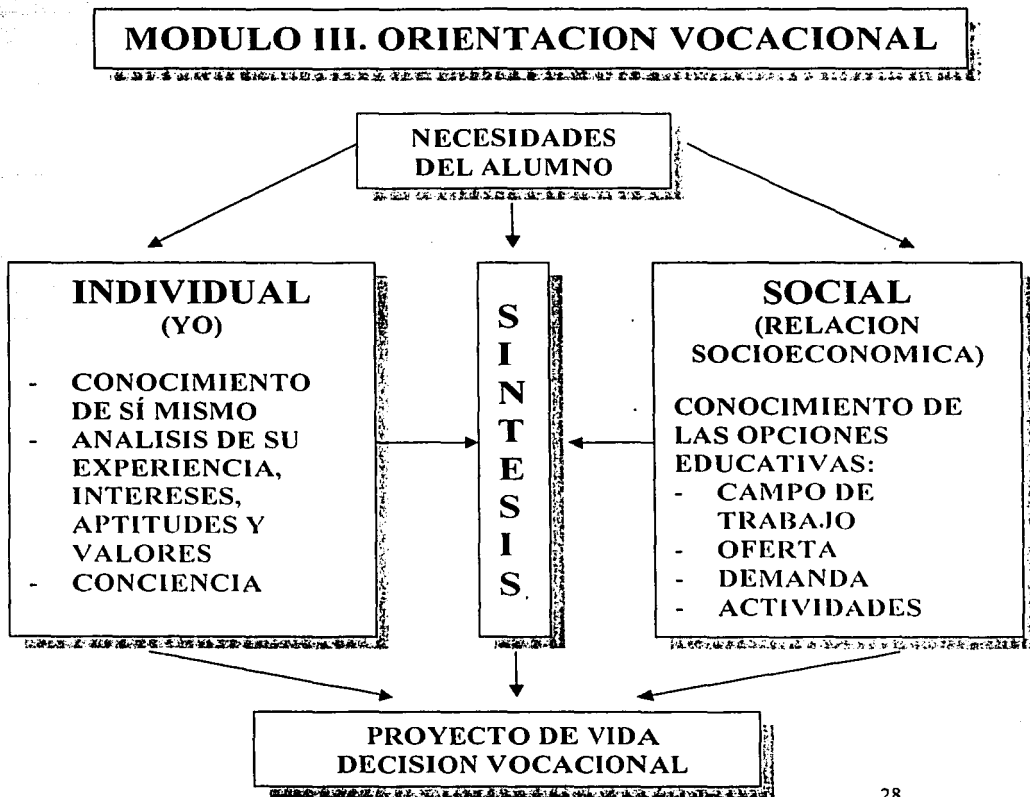 MODULO III. ORIENTACION VOCACIONAL
NECESIDADES
DEL ALUMNO
INDIVIDUAL
(YO)
- CONOCIMIENTO
DE SÍ MISMO
- ANALISIS DE SU
EXPERIENCIA,
INTERESES,
APTITUDES Y
VALORES
- CONCIENCIA
S
I
N
T
E
S
I
S
SOCIAL
(RELACION
SOCIOECONOMICA)
CONOCIMIENTO DE
LAS OPCIONES
EDUCATIVAS:
- CAMPO DE
TRABAJO
- OFERTA
- DEMANDA
- ACTIVIDADES
PROYECTO DE VIDA
DECISION VOCACIONAL
28